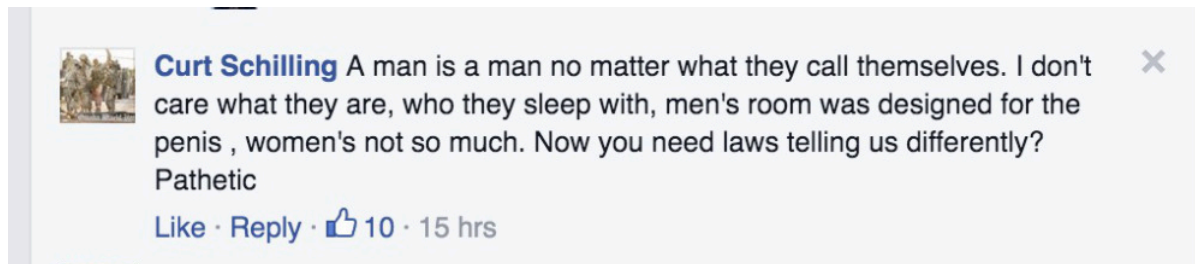 Curt Schilling A man is a man no matter what they call themselves. I don't
care what they are, who they sleep with, men's room was designed for the
penis , women's not so much. Now you need laws telling us differently?
Pathetic
Like · Reply · 10 · 15 hrs